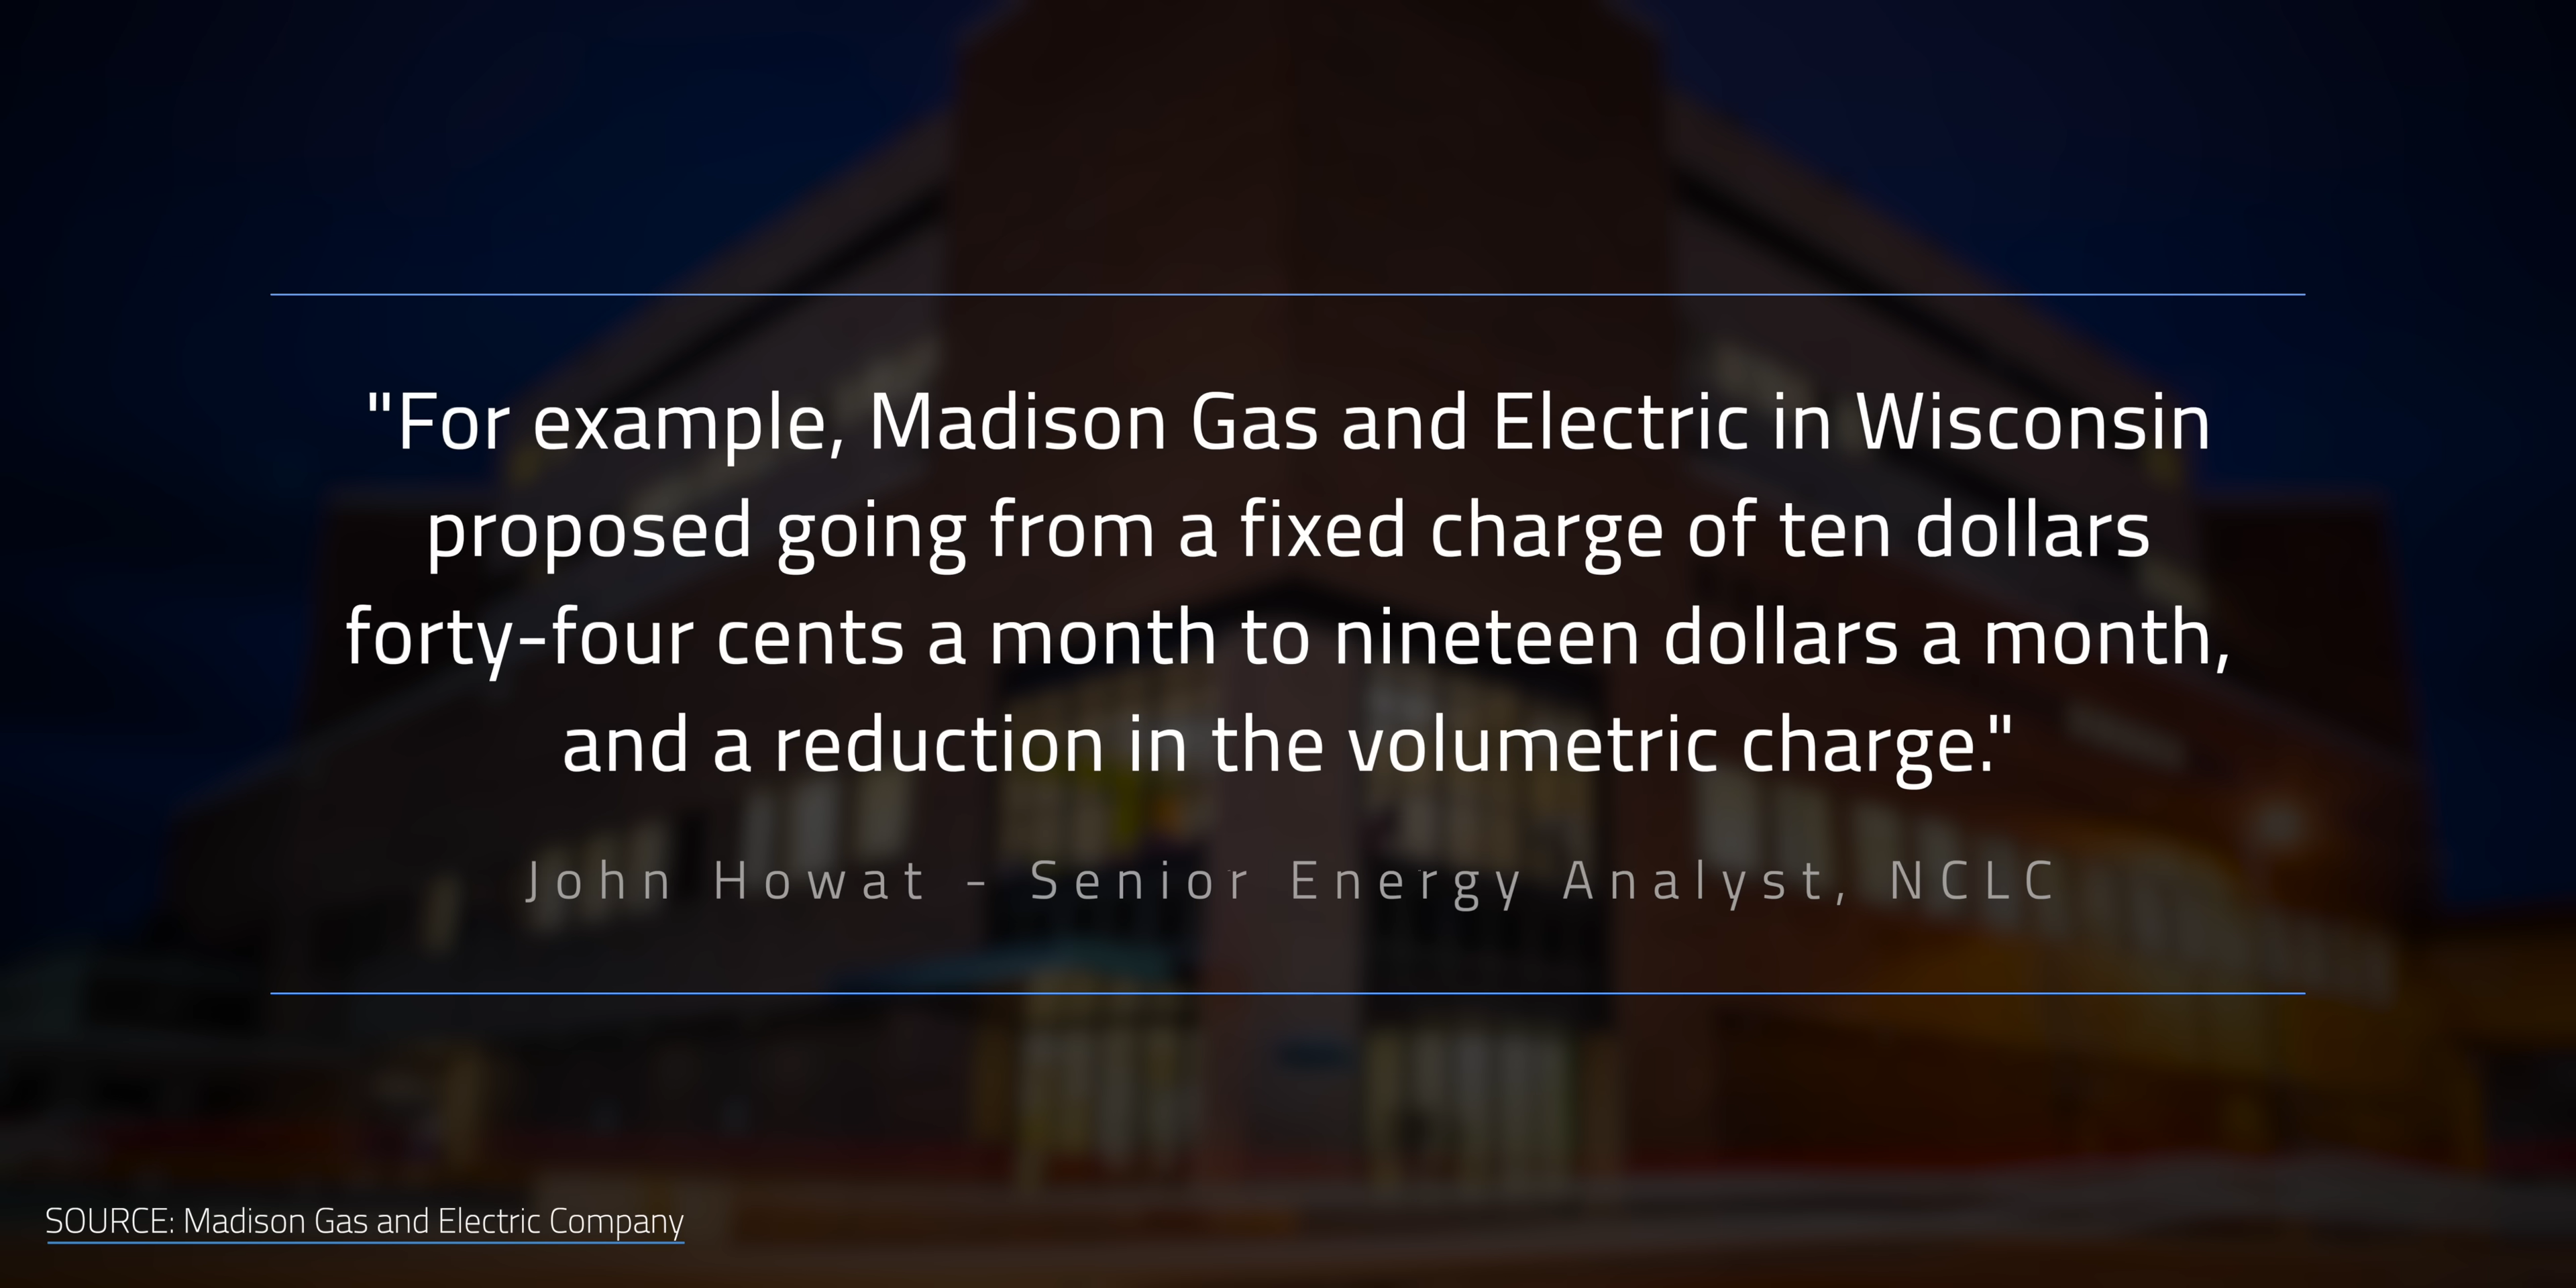 "For example, Madison Gas and Electric in Wisconsin
proposed going from a fixed charge of ten dollars
forty-four cents a month to nineteen dollars a month,
and a reduction in the volumetric charge."
John Howat - Senior Energy Analyst, NCLC
SOURCE: Madison Gas and Electric Company